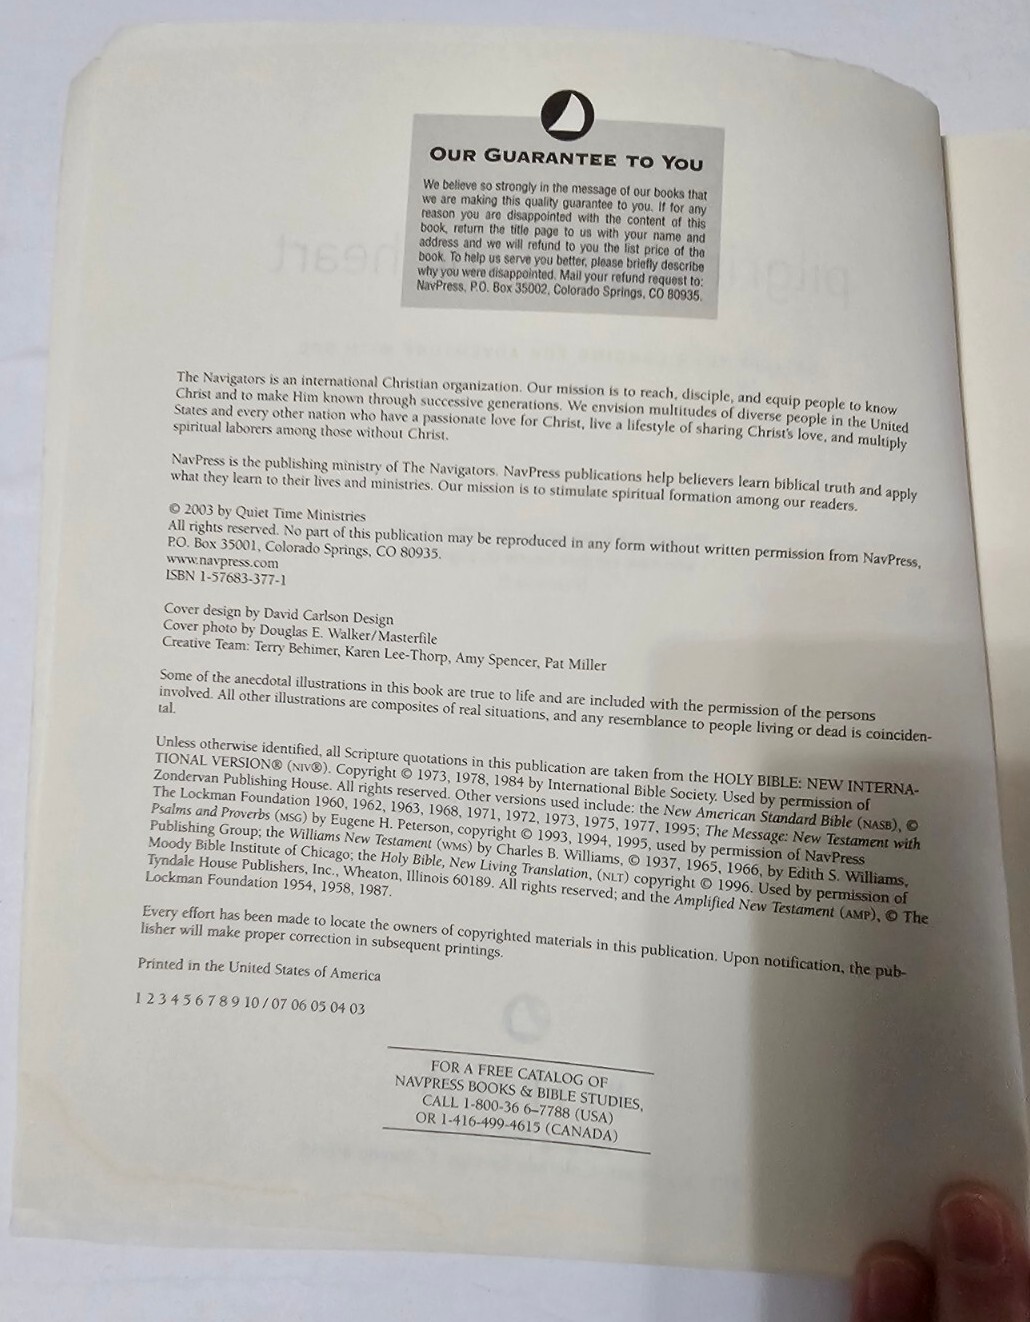 OUR GUARANTEE TO YOU
We believe so strongly in the message of our books that
we are making this quality guarantee to you. If for any
reason you are disappointed with the content of this
book, return the title page to us with your name and
address and we will refund to you the list price of the
book. To help us serve you better, please briefly describe
why you were disappointed. Mail your refund request to:
NavPress, P.O. Box 35002, Colorado Springs, CO 80935.
The Navigators is an international Christian organization. Our mission is to reach, disciple, and equip people to know
Christ and to make Him known through successive generations. We envision multitudes of diverse people in the United
States and every other nation who have a passionate love for Christ, live a lifestyle of sharing Christ's love, and multiply
spiritual laborers among those without Christ.
NavPress is the publishing ministry of The Navigators. NavPress publications help believers learn biblical truth and apply
what they learn to their lives and ministries. Our mission is to stimulate spiritual formation among our readers.
© 2003 by Quiet Time Ministries
All rights reserved. No part of this publication may be reproduced in any form without written permission from NavPress,
P.O. Box 35001, Colorado Springs, CO 80935.
www.navpress.com
ISBN 1-57683-377-1
Cover design by David Carlson Design
Cover photo by Douglas E. Walker/Masterfile
Creative Team: Terry Behimer, Karen Lee-Thorp, Amy Spencer, Pat Miller
Some of the anecdotal illustrations in this book are true to life and are included with the permission of the persons
involved. All other illustrations are composites of real situations, and any resemblance to people living or dead is coinciden-
tal.
Unless otherwise identified, all Scripture quotations in this publication are taken from the HOLY BIBLE: NEW INTERNA-
TIONAL VERSION® (NIV®). Copyright © 1973, 1978, 1984 by International Bible Society. Used by permission of
Zondervan Publishing House. All rights reserved. Other versions used include: the New American Standard Bible (NASB), ©
The Lockman Foundation 1960, 1962, 1963, 1968, 1971, 1972, 1973, 1975, 1977, 1995; The Message: New Testament with
Psalms and Proverbs (MSG) by Eugene H. Peterson, copyright © 1993, 1994, 1995, used by permission of NavPress
Publishing Group; the Williams New Testament (WMS) by Charles B. Williams, © 1937, 1965, 1966, by Edith S. Williams,
Moody Bible Institute of Chicago; the Holy Bible, New Living Translation, (NLT) copyright © 1996. Used by permission of
Tyndale House Publishers, Inc., Wheaton, Illinois 60189. All rights reserved; and the Amplified New Testament (AMP), © The
Lockman Foundation 1954, 1958, 1987.
Every effort has been made to locate the owners of copyrighted materials in this publication. Upon notification, the pub-
lisher will make proper correction in subsequent printings.
Printed in the United States of America
1 2 3 4 5 6 7 8 9 10 / 07 06 05 04 03
FOR A FREE CATALOG OF
NAVPRESS BOOKS & BIBLE STUDIES,
CALL 1-800-36 6–7788 (USA)
OR 1-416-499-4615 (CANADA)